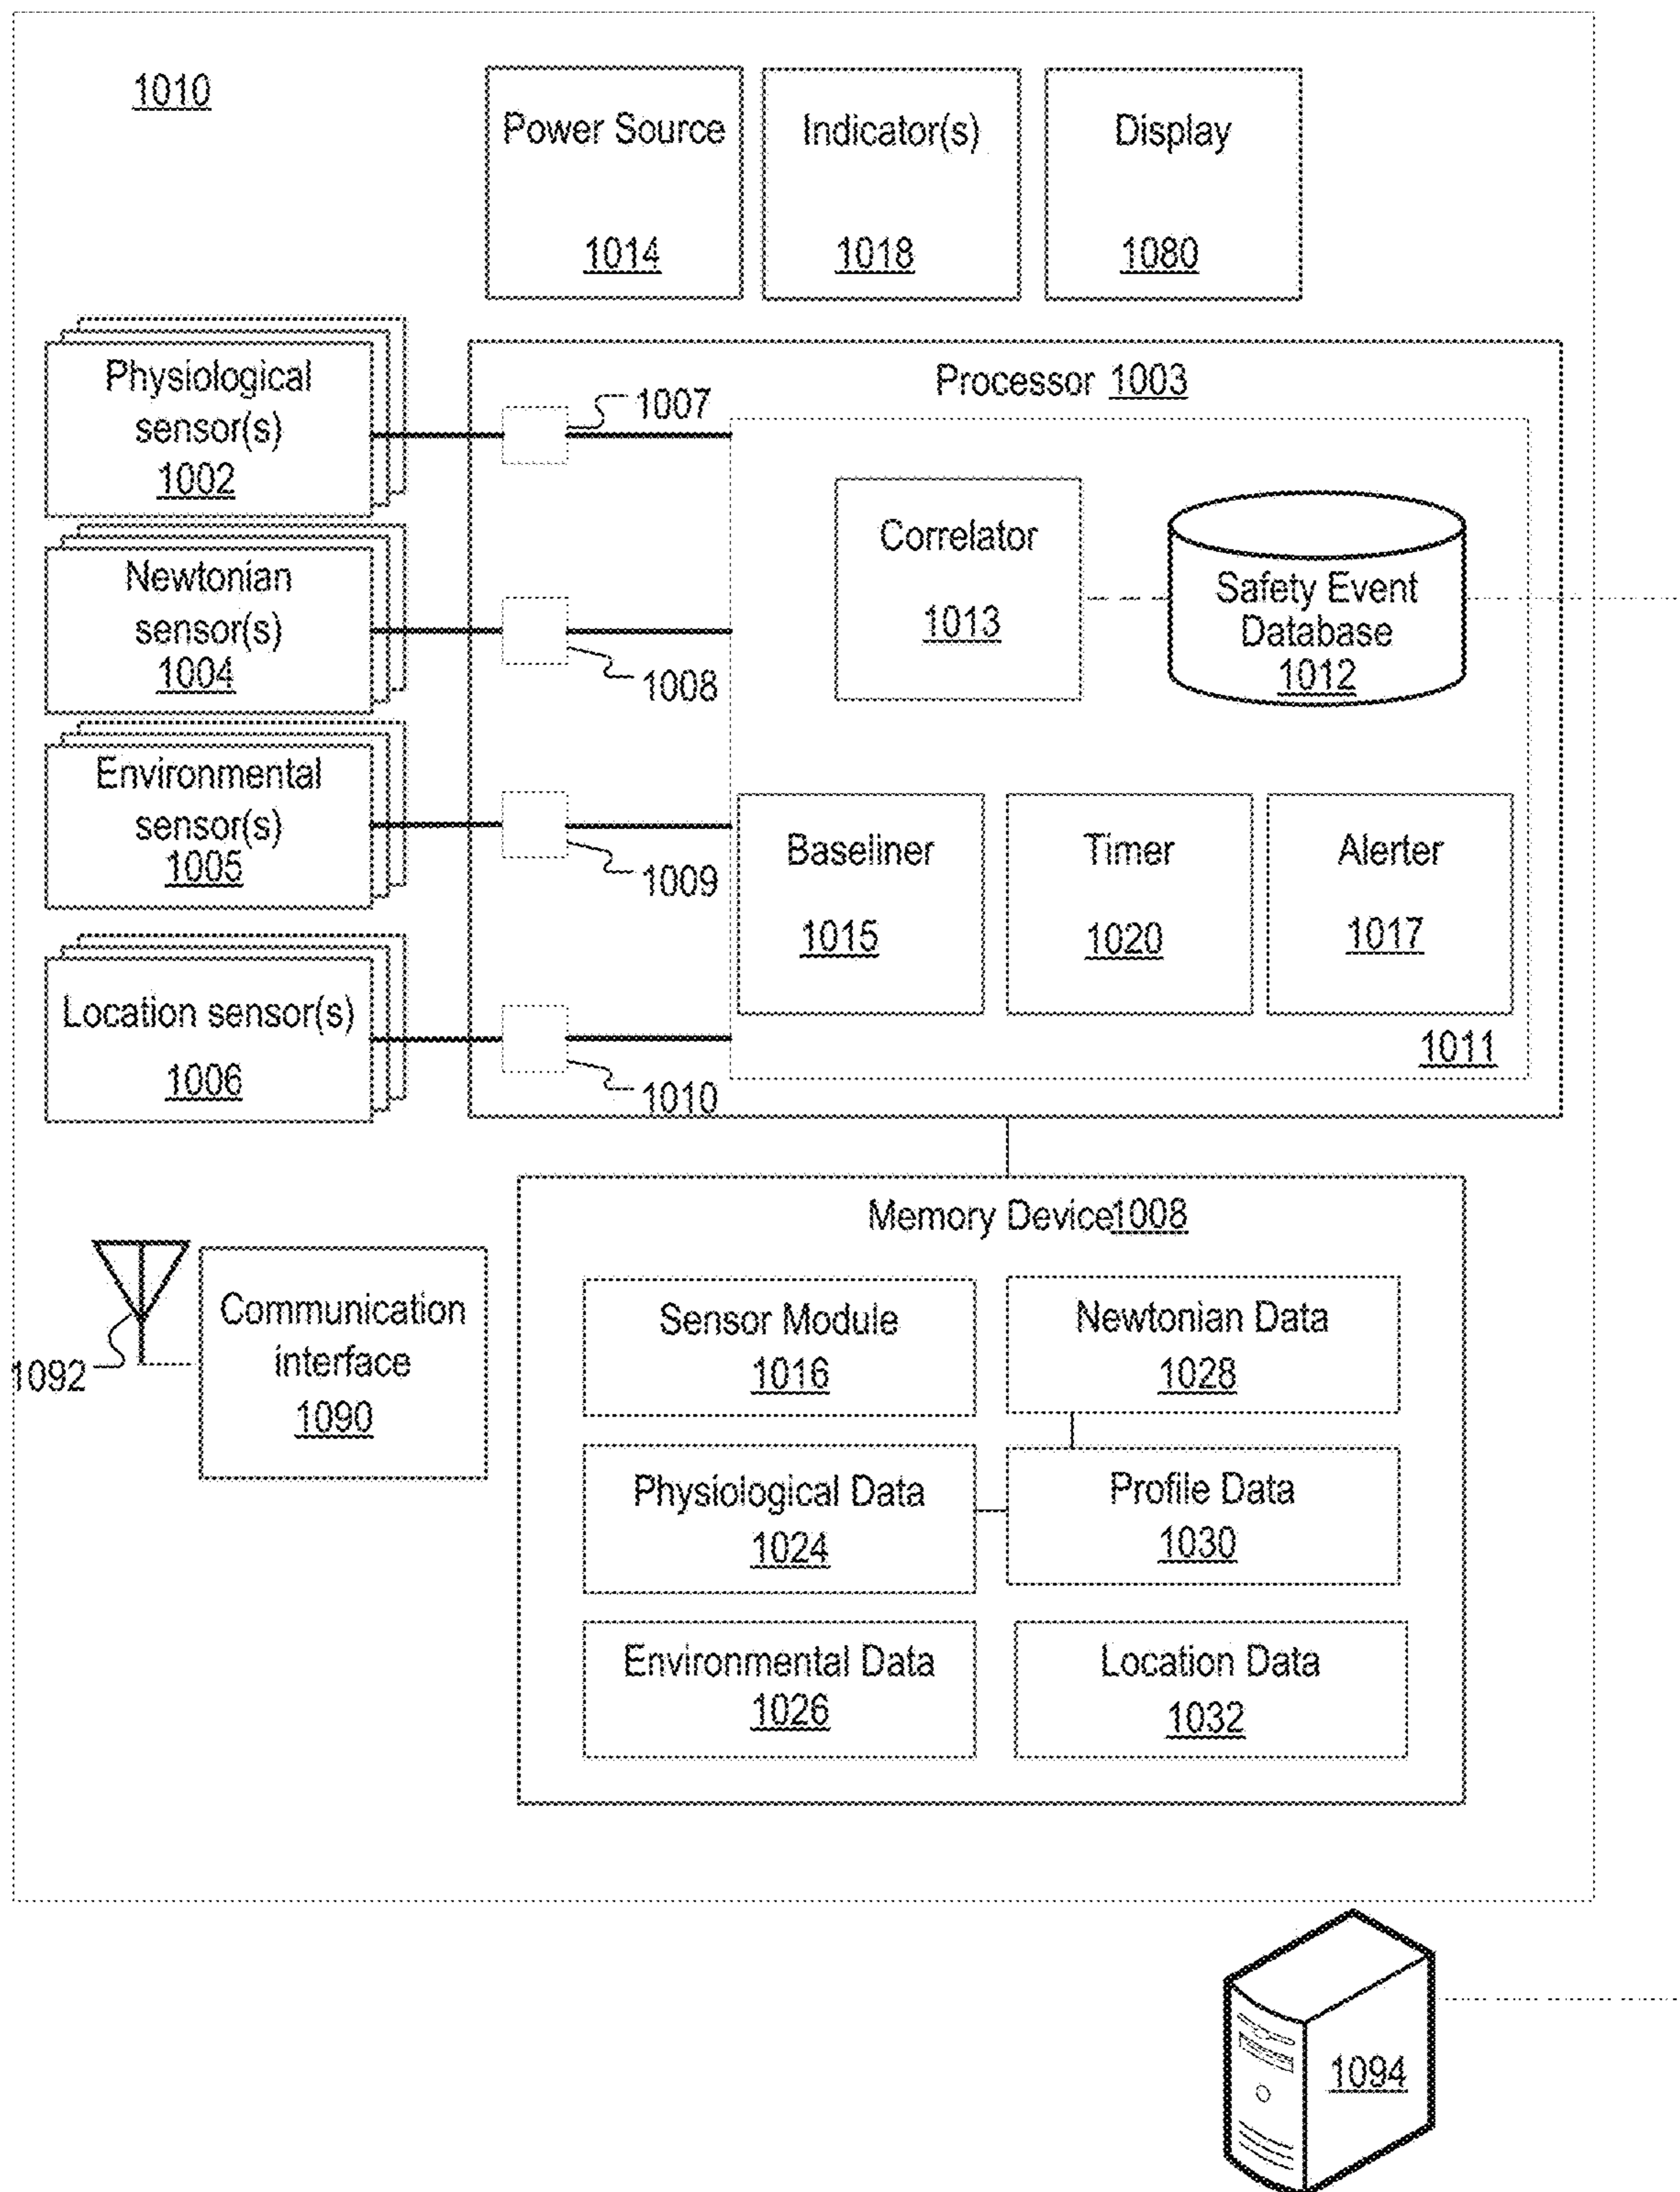 1010
Power Source
1014
Indicator(s)
1018
Display
1080
Physiological
sensor(s)
1002
Newtonian
sensor(s)
1004
Environmental
sensor(s)
1005
Location sensor(s)
1006
Processor 1003
1007
1008
1009
1010
Correlator
1013
Safety Event
Database
1012
Baseliner
1015
Timer
1020
Alerter
1017
1011
Memory Device1008
Sensor Module
1016
Newtonian Data
1028
Physiological Data
1024
Profile Data
1030
Environmental Data
1026
Location Data
1032
1092
Communication
interface
1090
1094